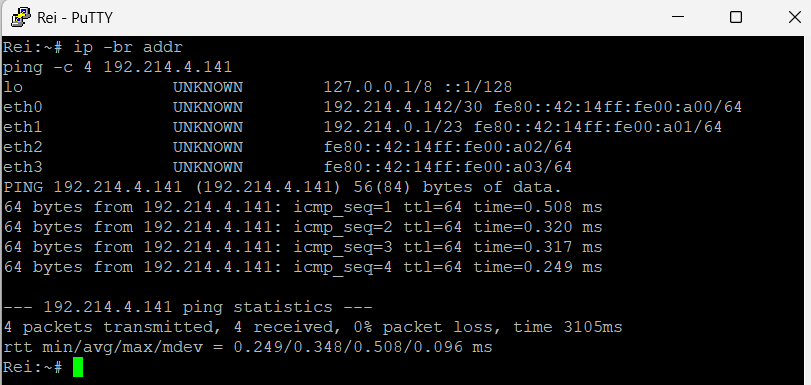 Rei - PuTTY
Rei:~# ip -br addr
ping -c 4 192.214.4.141
lo               UNKNOWN        127.0.0.1/8 ::1/128
eth0             UNKNOWN        192.214.4.142/30 fe80::42:14ff:fe00:a00/64
eth1             UNKNOWN        192.214.0.1/23 fe80::42:14ff:fe00:a01/64
eth2             UNKNOWN        fe80::42:14ff:fe00:a02/64
eth3             UNKNOWN        fe80::42:14ff:fe00:a03/64
PING 192.214.4.141 (192.214.4.141) 56(84) bytes of data.
64 bytes from 192.214.4.141: icmp_seq=1 ttl=64 time=0.508 ms
64 bytes from 192.214.4.141: icmp_seq=2 ttl=64 time=0.320 ms
64 bytes from 192.214.4.141: icmp_seq=3 ttl=64 time=0.317 ms
64 bytes from 192.214.4.141: icmp_seq=4 ttl=64 time=0.249 ms

--- 192.214.4.141 ping statistics ---
4 packets transmitted, 4 received, 0% packet loss, time 3105ms
rtt min/avg/max/mdev = 0.249/0.348/0.508/0.096 ms
Rei:~#